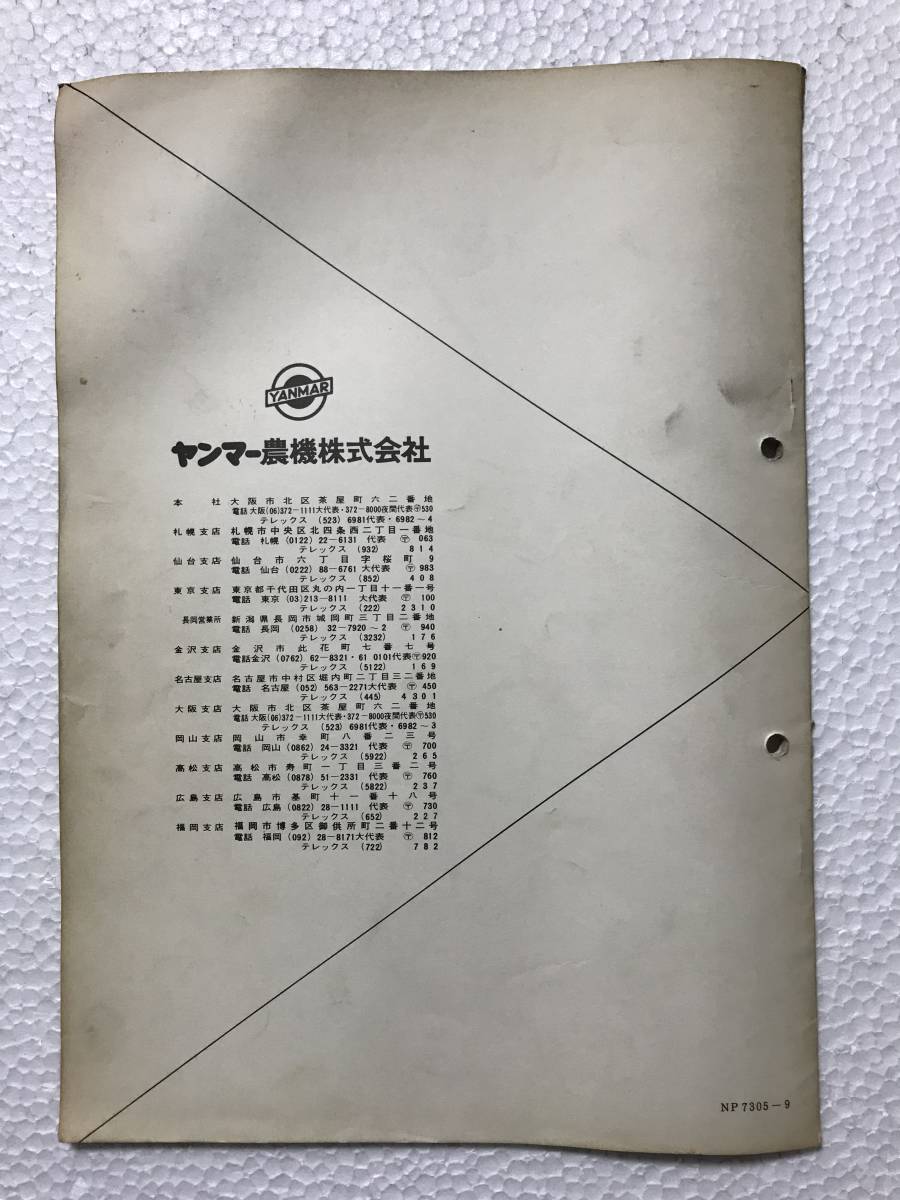 YANMAR
ヤンマー農機株式会社
本社 大阪市北区茶屋町六二番地
電話 大阪(06)372-1111大代表・372-8000夜間代表〒530
テレックス (523) 6981代表・6982~4
札幌支店 札幌市中央区北四条西二丁目一番地
電話 札幌(0122)22-6131 代表 〒063
テレックス(932) 814
仙台支店 仙台市六丁目字桜町9
電話 仙台(0222)88-6761大代表 〒983
テレックス(852) 408
東京支店 東京都千代田区丸の内一丁目十一番一号
電話 東京(03)213-8111 大代表 〒100
テレックス(222) 2310
長岡営業所 新潟県長岡市城岡町三丁目二番地
電話 長岡(0258)32-7920~2 〒940
テレックス(3232) 176
金沢支店 金沢市此花町七番七号
電話金沢(0762)62-8321・61 0101代表〒920
テレックス(5122) 169
名古屋支店 名古屋市中村区堀内町二丁目三二番地
電話 名古屋(052)563-2271大代表 〒450
テレックス(445) 4301
大阪支店 大阪市北区茶屋町六二番地
電話 大阪(06)372-1111大代表・372-8000夜間代表〒530
テレックス (523) 6981代表・6982~3
岡山支店 岡山市幸町八番二三号
電話 岡山(0862)24-3321 代表 〒700
テレックス(5922) 265
高松支店 高松市寿町一丁目三番二号
電話 高松(0878)51-2331 代表 〒760
テレックス(5822) 237
広島支店 広島市基町十一番十八号
電話 広島(0822)28-1111 代表 〒730
テレックス(652) 227
福岡支店 福岡市博多区御供所町二番十二号
電話 福岡(092)28-8171大代表 〒812
テレックス(722) 782
NP7305-9